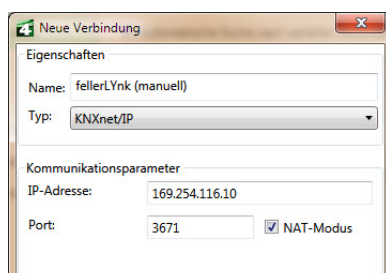 4 Neue Verbindung
Eigenschaften
Name: fellerLYnk (manuell)
Typ: KNXnet/IP
Kommunikationsparameter
IP-Adresse: 169.254.116.10
Port: 3671 NAT-Modus